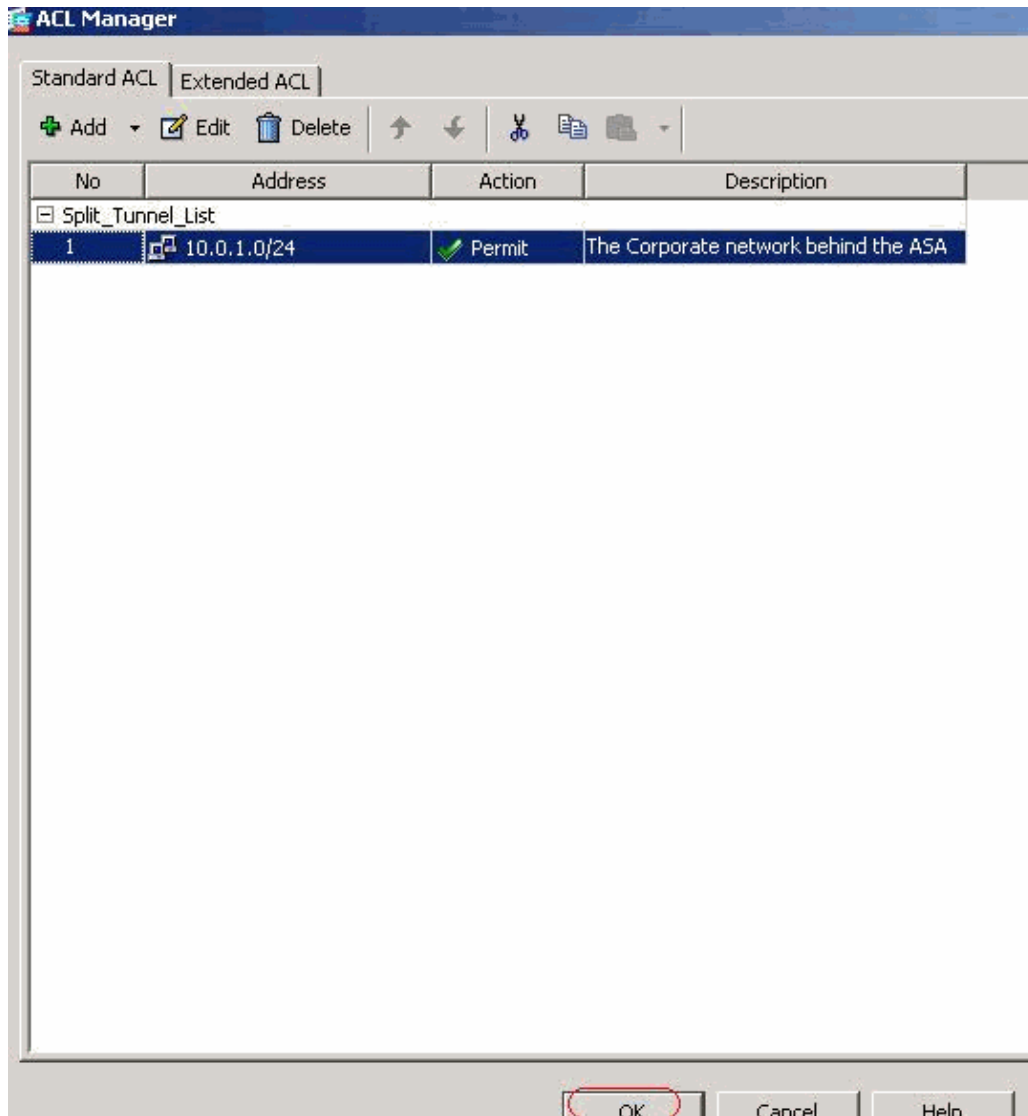 ACL Manager
Standard ACL Extended ACL
Add Edit Delete
No Address Action Description
Split_Tunnel_List
1 10.0.1.0/24 Permit The Corporate network behind the ASA
OK Cancel Help